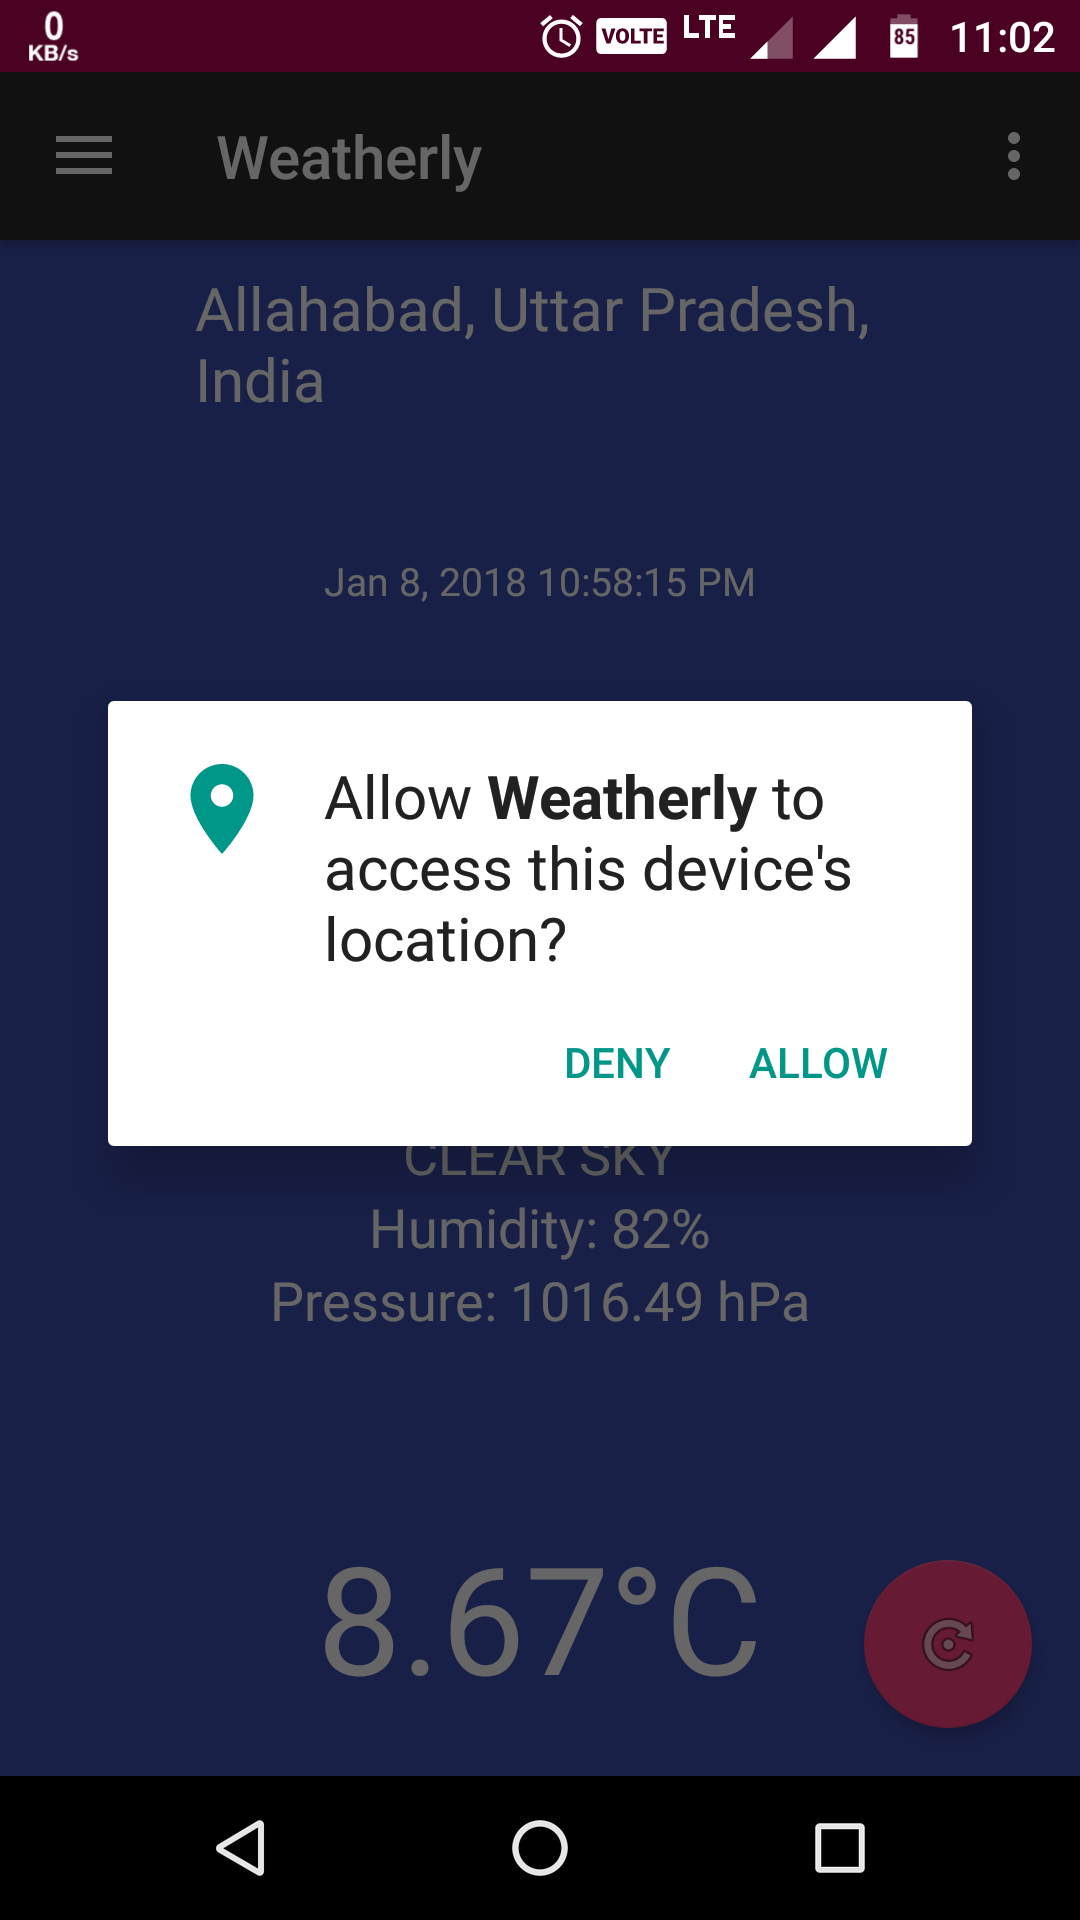 0
KB/s
VOLTE
LTE
85
11:02
Weatherly
Allahabad, Uttar Pradesh,
India
Jan 8, 2018 10:58:15 PM
Allow Weatherly to
access this device's
location?
DENY ALLOW
CLEAR SKY
Humidity: 82%
Pressure: 1016.49 hPa
8.67°C